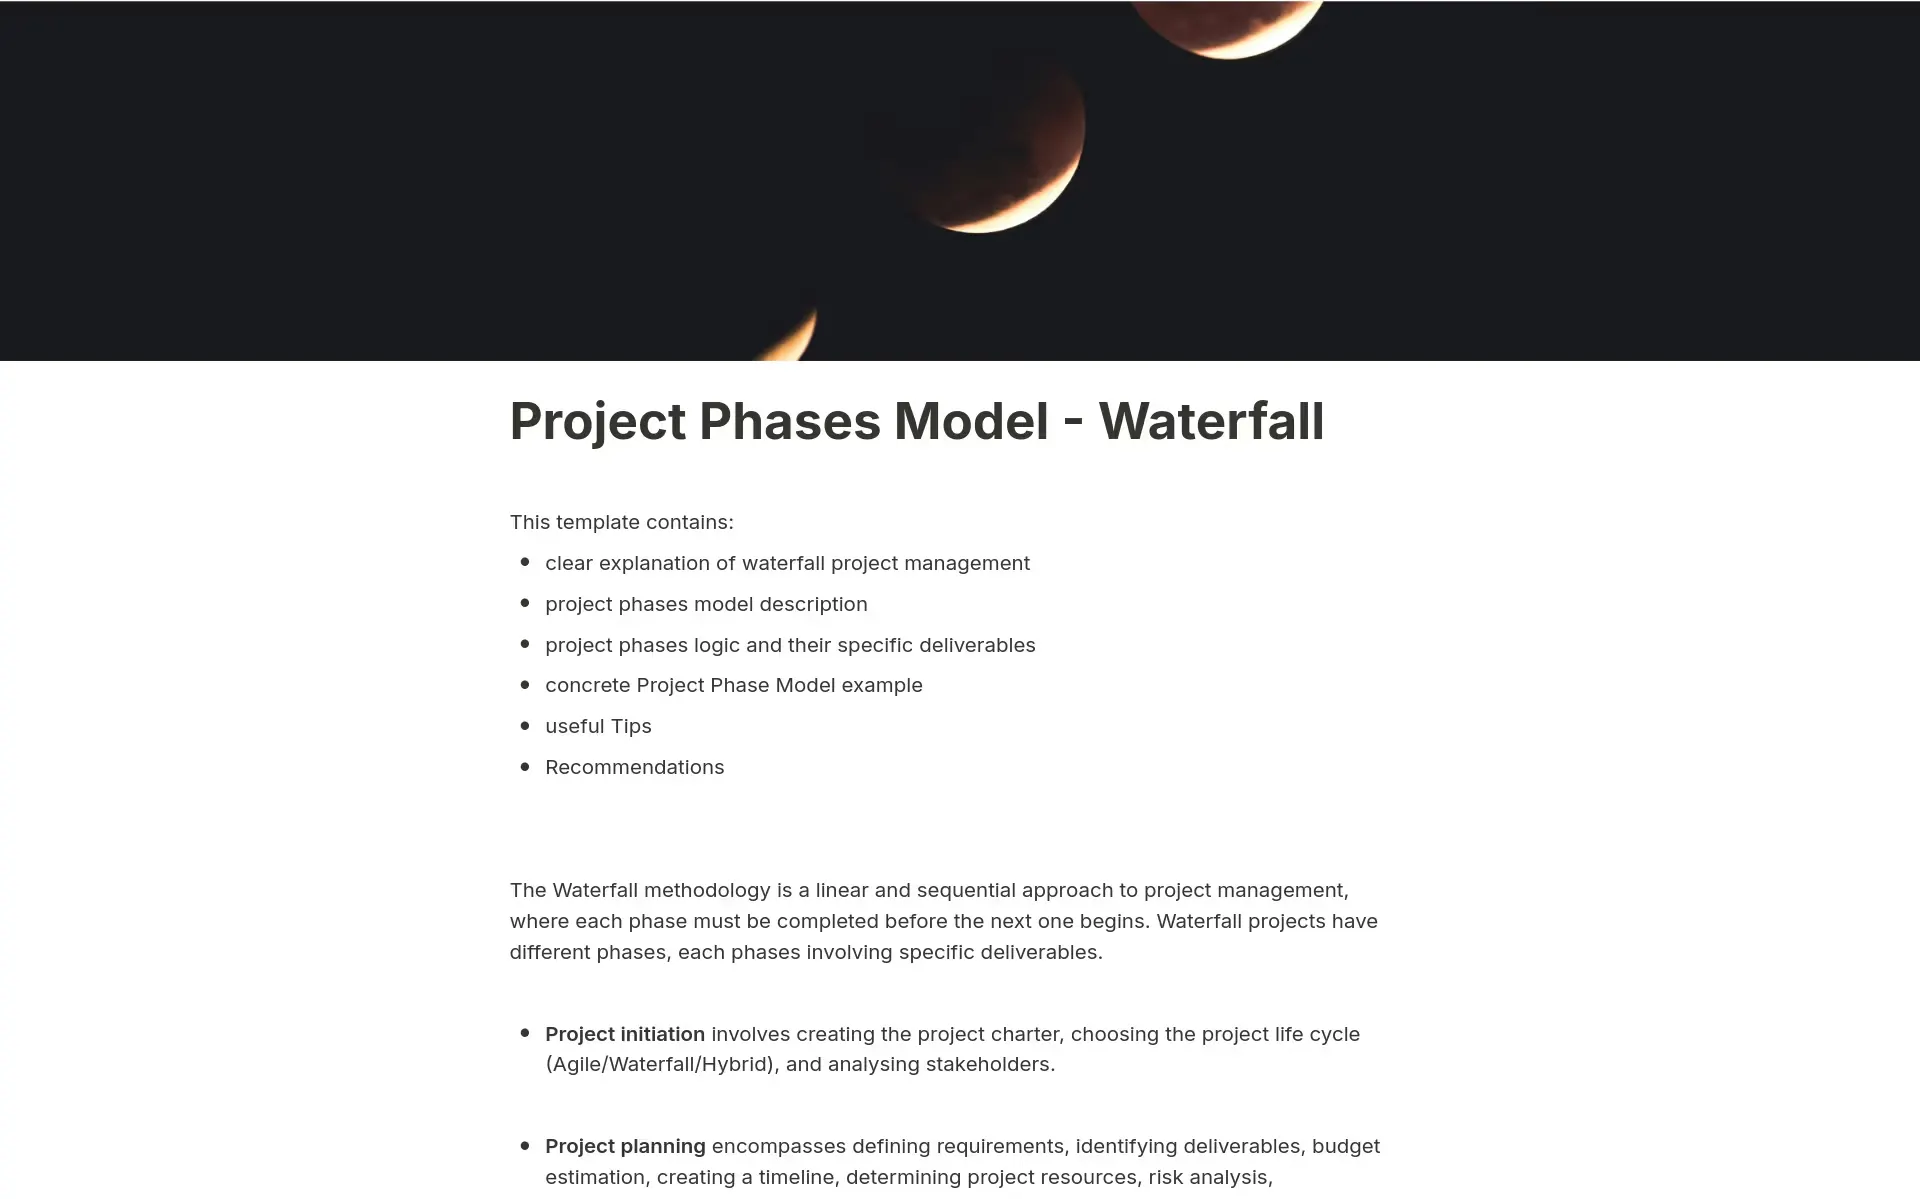 Project Phases Model - Waterfall
This template contains:
clear explanation of waterfall project management
project phases model description
project phases logic and their specific deliverables
concrete Project Phase Model example
useful Tips
Recommendations
The Waterfall methodology is a linear and sequential approach to project management,
where each phase must be completed before the next one begins. Waterfall projects have
different phases, each phases involving specific deliverables.
Project initiation involves creating the project charter, choosing the project life cycle
(Agile/Waterfall/Hybrid), and analysing stakeholders.
Project planning encompasses defining requirements, identifying deliverables, budget
estimation, creating a timeline, determining project resources, risk analysis,